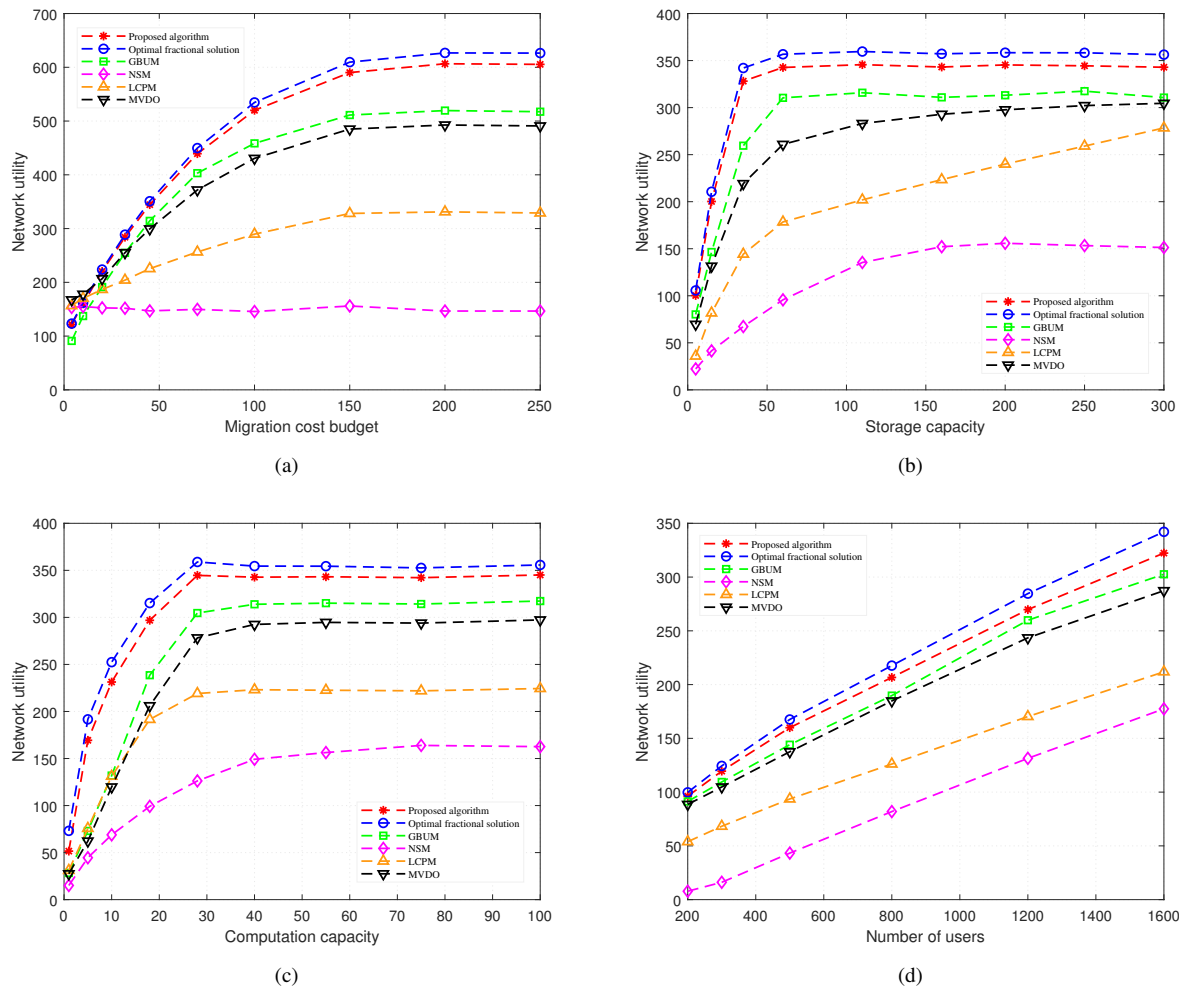 700
600
500
400
300
200
100
0
Network utility
0 50 100 150 200 250
Migration cost budget
Proposed algorithm
Optimal fractional solution
GBUM
NSM
LCPM
MVDO
(a)
400
350
300
250
200
150
100
50
0
Network utility
0 50 100 150 200 250 300
Storage capacity
Proposed algorithm
Optimal fractional solution
GBUM
NSM
LCPM
MVDO
(b)
400
350
300
250
200
150
100
50
0
Network utility
0 10 20 30 40 50 60 70 80 90 100
Computation capacity
Proposed algorithm
Optimal fractional solution
GBUM
NSM
LCPM
MVDO
(c)
350
300
250
200
150
100
50
0
Network utility
200 400 600 800 1000 1200 1400 1600
Number of users
Proposed algorithm
Optimal fractional solution
GBUM
NSM
LCPM
MVDO
(d)